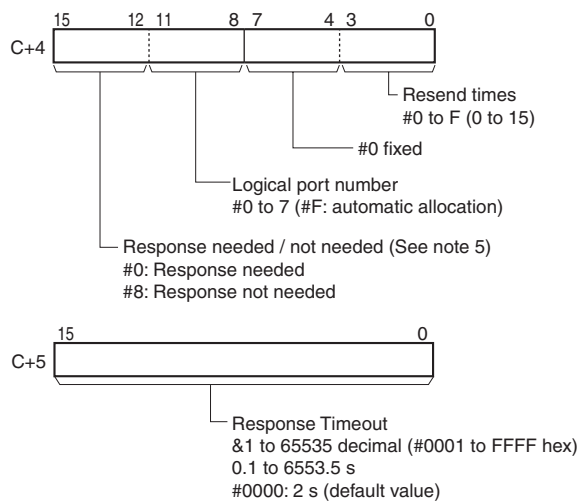 15 12 11 8 7 4 3 0
C+4
Resend times
#0 to F (0 to 15)
#0 fixed
Logical port number
#0 to 7 (#F: automatic allocation)
Response needed / not needed (See note 5)
#0: Response needed
#8: Response not needed
15 0
C+5
Response Timeout
&1 to 65535 decimal (#0001 to FFFF hex)
0.1 to 6553.5 s
#0000: 2 s (default value)